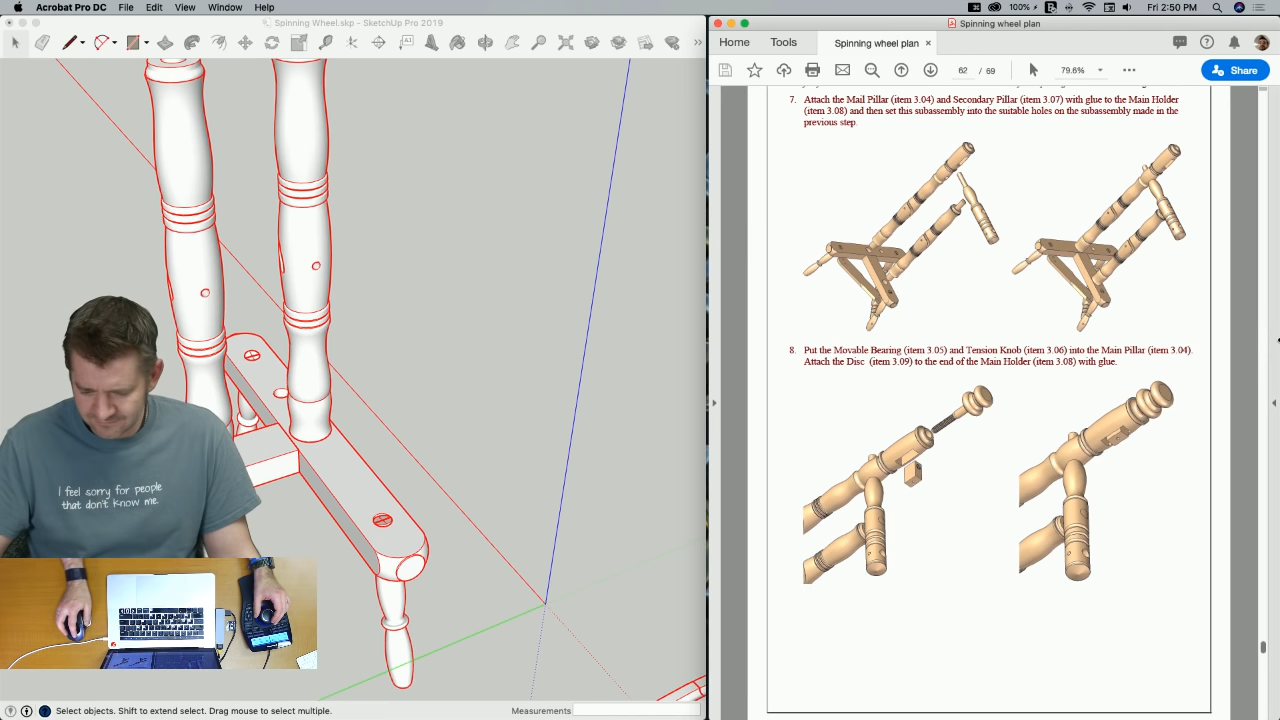 Acrobat Pro DC File Edit View Window Help
100%
Fri 2:50 PM
Spinning Wheel.skp - SketchUp Pro 2019
Spinning wheel plan
Home Tools Spinning wheel plan ×
62 / 69
79.6%
Share
7. Attach the Mail Pillar (item 3.04) and Secondary Pillar (item 3.07) with glue to the Main Holder
(item 3.08) and then set this subassembly into the suitable holes on the subassembly made in the
previous step.
8. Put the Movable Bearing (item 3.05) and Tension Knob (item 3.06) into the Main Pillar (item 3.04).
Attach the Disc (item 3.09) to the end of the Main Holder (item 3.08) with glue.
I feel sorry for people
that don't know me.
Select objects. Shift to extend select. Drag mouse to select multiple.
Measurements